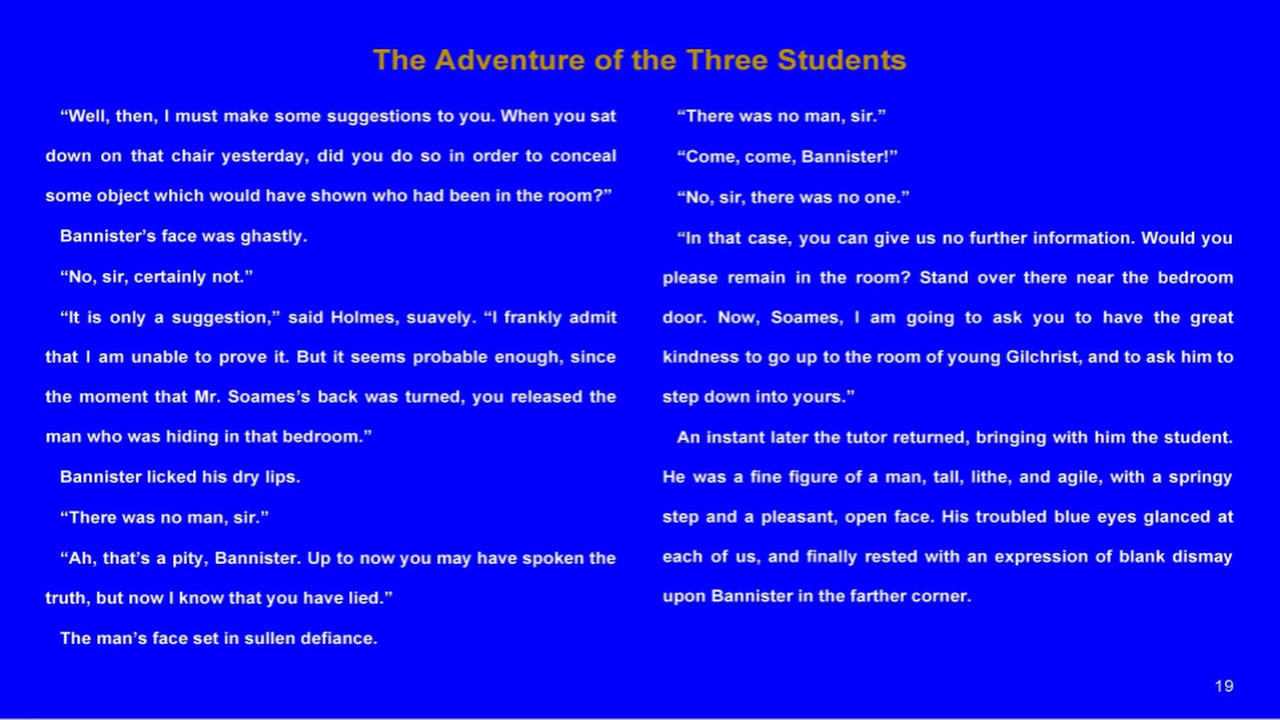 The Adventure of the Three Students
“Well, then, I must make some suggestions to you. When you sat
down on that chair yesterday, did you do so in order to conceal
some object which would have shown who had been in the room?”
Bannister’s face was ghastly.
“No, sir, certainly not.”
“It is only a suggestion,” said Holmes, suavely. “I frankly admit
that I am unable to prove it. But it seems probable enough, since
the moment that Mr. Soames’s back was turned, you released the
man who was hiding in that bedroom.”
Bannister licked his dry lips.
“There was no man, sir.”
“Ah, that’s a pity, Bannister. Up to now you may have spoken the
truth, but now I know that you have lied.”
The man’s face set in sullen defiance.
“There was no man, sir.”
“Come, come, Bannister!”
“No, sir, there was no one.”
“In that case, you can give us no further information. Would you
please remain in the room? Stand over there near the bedroom
door. Now, Soames, I am going to ask you to have the great
kindness to go up to the room of young Gilchrist, and to ask him to
step down into yours.”
An instant later the tutor returned, bringing with him the student.
He was a fine figure of a man, tall, lithe, and agile, with a springy
step and a pleasant, open face. His troubled blue eyes glanced at
each of us, and finally rested with an expression of blank dismay
upon Bannister in the farther corner.
19